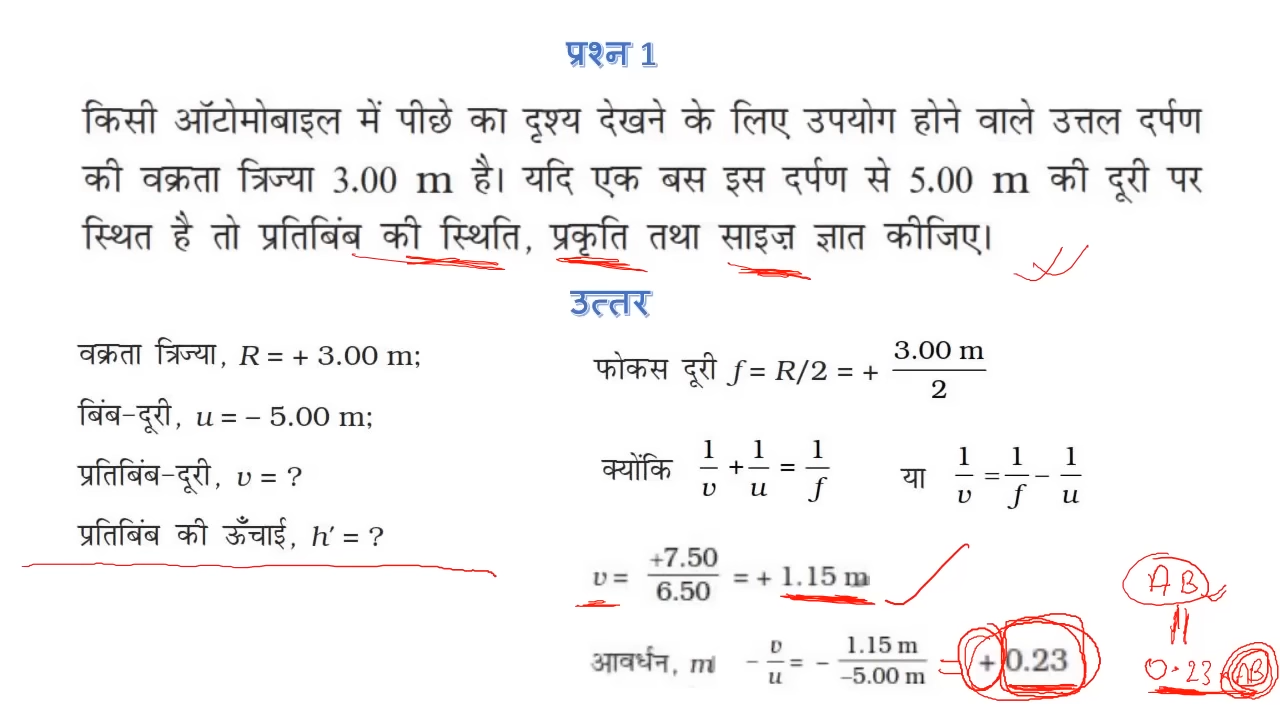 प्रश्न 1
किसी ऑटोमोबाइल में पीछे का दृश्य देखने के लिए उपयोग होने वाले उत्तल दर्पण
की वक्रता त्रिज्या 3.00 m है। यदि एक बस इस दर्पण से 5.00 m की दूरी पर
स्थित है तो प्रतिबिंब की स्थिति, प्रकृति तथा साइज़ ज्ञात कीजिए।
उत्तर
वक्रता त्रिज्या, R = + 3.00 m;
बिंब-दूरी, u = – 5.00 m;
प्रतिबिंब-दूरी, v = ?
प्रतिबिंब की ऊँचाई, h′ = ?
फोकस दूरी f = R/2 = + 3.00 m / 2
क्योंकि 1/v + 1/u = 1/f या 1/v = 1/f – 1/u
v = +7.50 / 6.50 = + 1.15 m
आवर्धन, m – v/u = – 1.15 m / –5.00 m = + 0.23
AB
||
0.23 AB